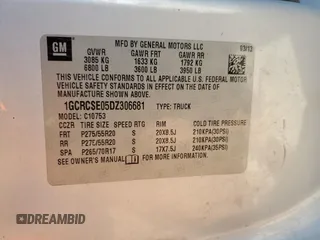 GM
MFD BY GENERAL MOTORS LLC
03/13
GVWR GAWR FRT GAWR RR
3085 KG 1633 KG 1792 KG
6800 LB 3600 LB 3950 LB
THIS VEHICLE CONFORMS TO ALL APPLICABLE U.S. FEDERAL MOTOR
VEHICLE SAFETY AND THEFT PREVENTION STANDARDS IN EFFECT ON
THE DATE OF MANUFACTURE SHOWN ABOVE.
1GCRCSE05DZ306681 TYPE: TRUCK
MODEL: C10753
CCZR TIRE SIZE SPEED RTG RIM COLD TIRE PRESSURE
FRT P275/55R20 S 20X8.5J 210KPA(30PSI)
RR P275/55R20 S 20X8.5J 210KPA(30PSI)
SPA P265/70R17 S 17X7.5J 240KPA(35PSI)
DREAMBID